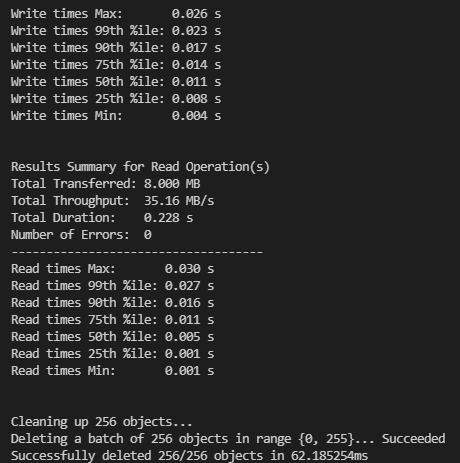 Write times Max:       0.026 s
Write times 99th %ile: 0.023 s
Write times 90th %ile: 0.017 s
Write times 75th %ile: 0.014 s
Write times 50th %ile: 0.011 s
Write times 25th %ile: 0.008 s
Write times Min:       0.004 s
Results Summary for Read Operation(s)
Total Transferred: 8.000 MB
Total Throughput:  35.16 MB/s
Total Duration:    0.228 s
Number of Errors:  0
------------------------------------
Read times Max:       0.030 s
Read times 99th %ile: 0.027 s
Read times 90th %ile: 0.016 s
Read times 75th %ile: 0.011 s
Read times 50th %ile: 0.005 s
Read times 25th %ile: 0.001 s
Read times Min:       0.001 s
Cleaning up 256 objects...
Deleting a batch of 256 objects in range {0, 255}... Succeeded
Successfully deleted 256/256 objects in 62.185254ms